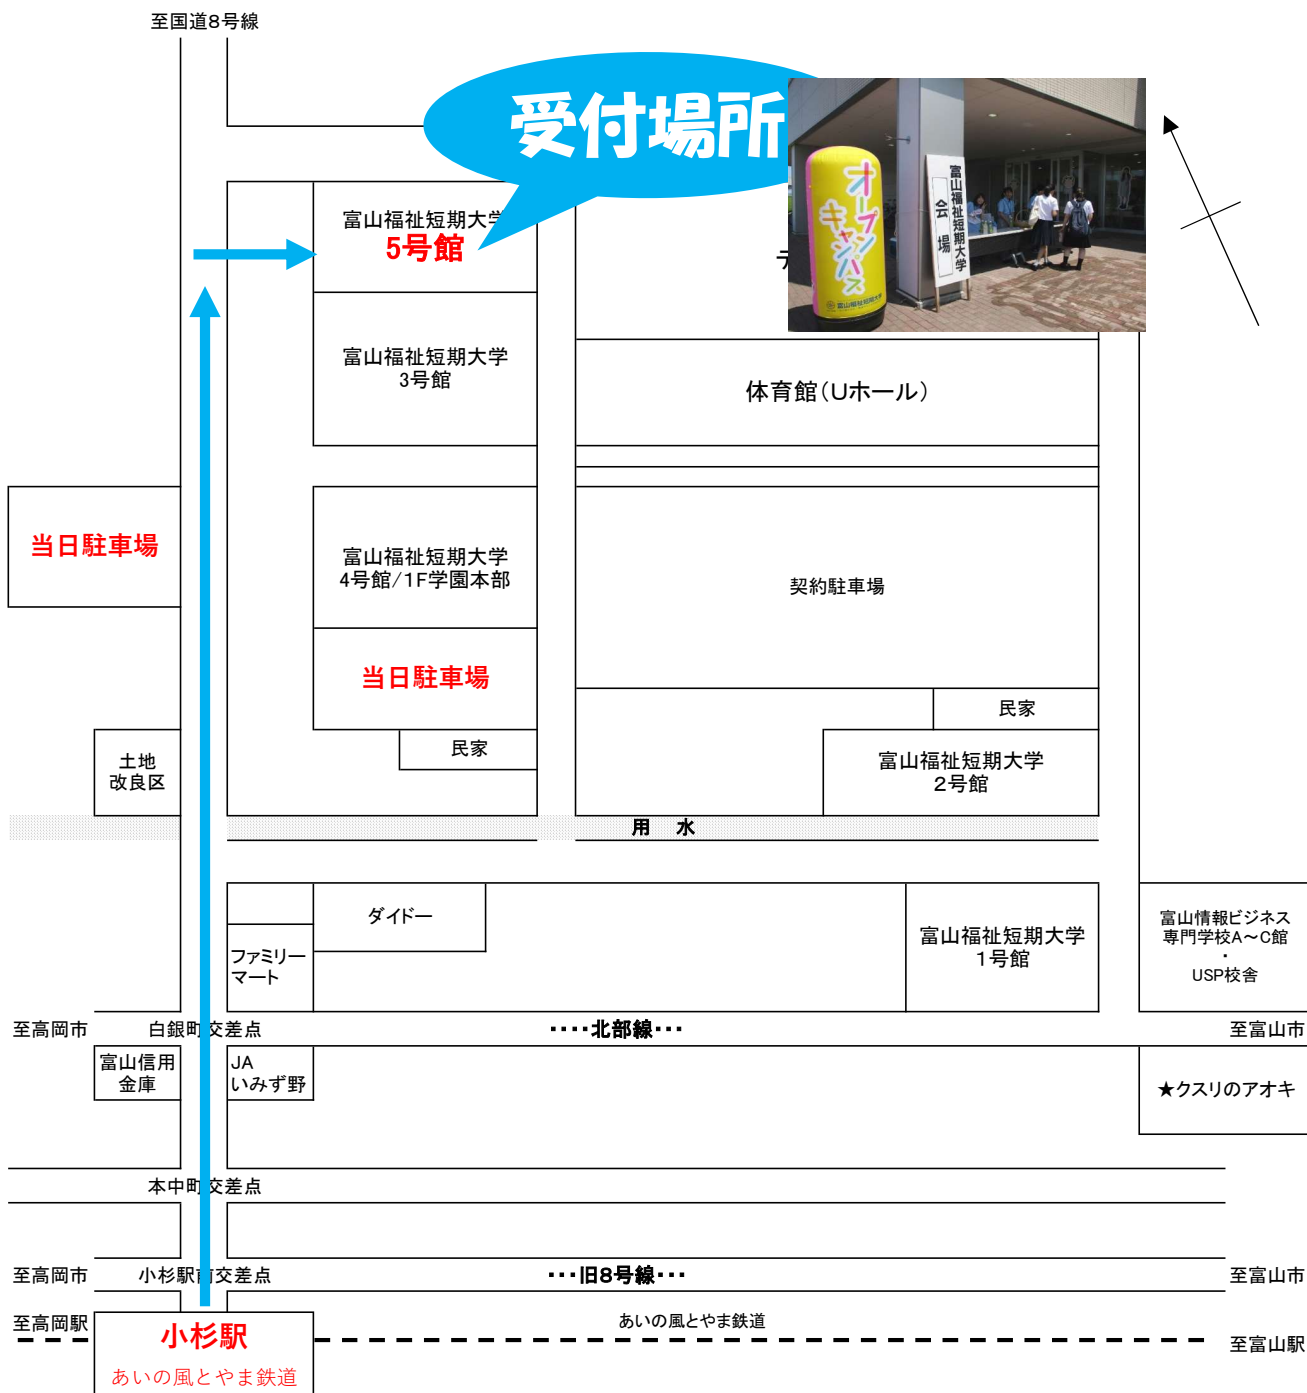 至国道8号線
受付場所
オープン
キャンパス
富山福祉短期大学
富山福祉短期大学
会場
富山福祉短期大学
5号館
テ
富山福祉短期大学
3号館
体育館(Uホール)
当日駐車場
富山福祉短期大学
4号館/1F学園本部
契約駐車場
当日駐車場
民家
民家
土地
改良区
富山福祉短期大学
2号館
用 水
ダイドー
ファミリー
マート
富山福祉短期大学
1号館
富山情報ビジネス
専門学校A～C館
・
USP校舎
至高岡市
白銀町交差点
・・・・北部線・・・
至富山市
富山信用
金庫
JA
いみず野
★クスリのアオキ
本中町交差点
至高岡市
小杉駅前交差点
・・・旧8号線・・・
至富山市
至高岡駅
小杉駅
あいの風とやま鉄道
あいの風とやま鉄道
至富山駅